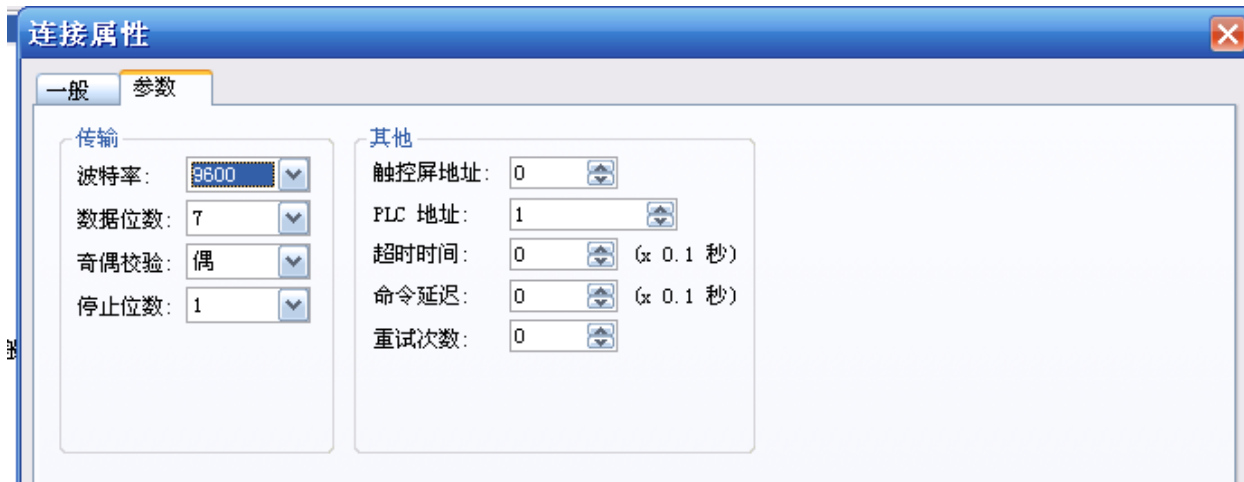 连接属性
一般
参数
传输
波特率: 9600
数据位数: 7
奇偶校验: 偶
停止位数: 1
其他
触控屏地址: 0
PLC 地址: 1
超时时间: 0 (x 0.1 秒)
命令延迟: 0 (x 0.1 秒)
重试次数: 0